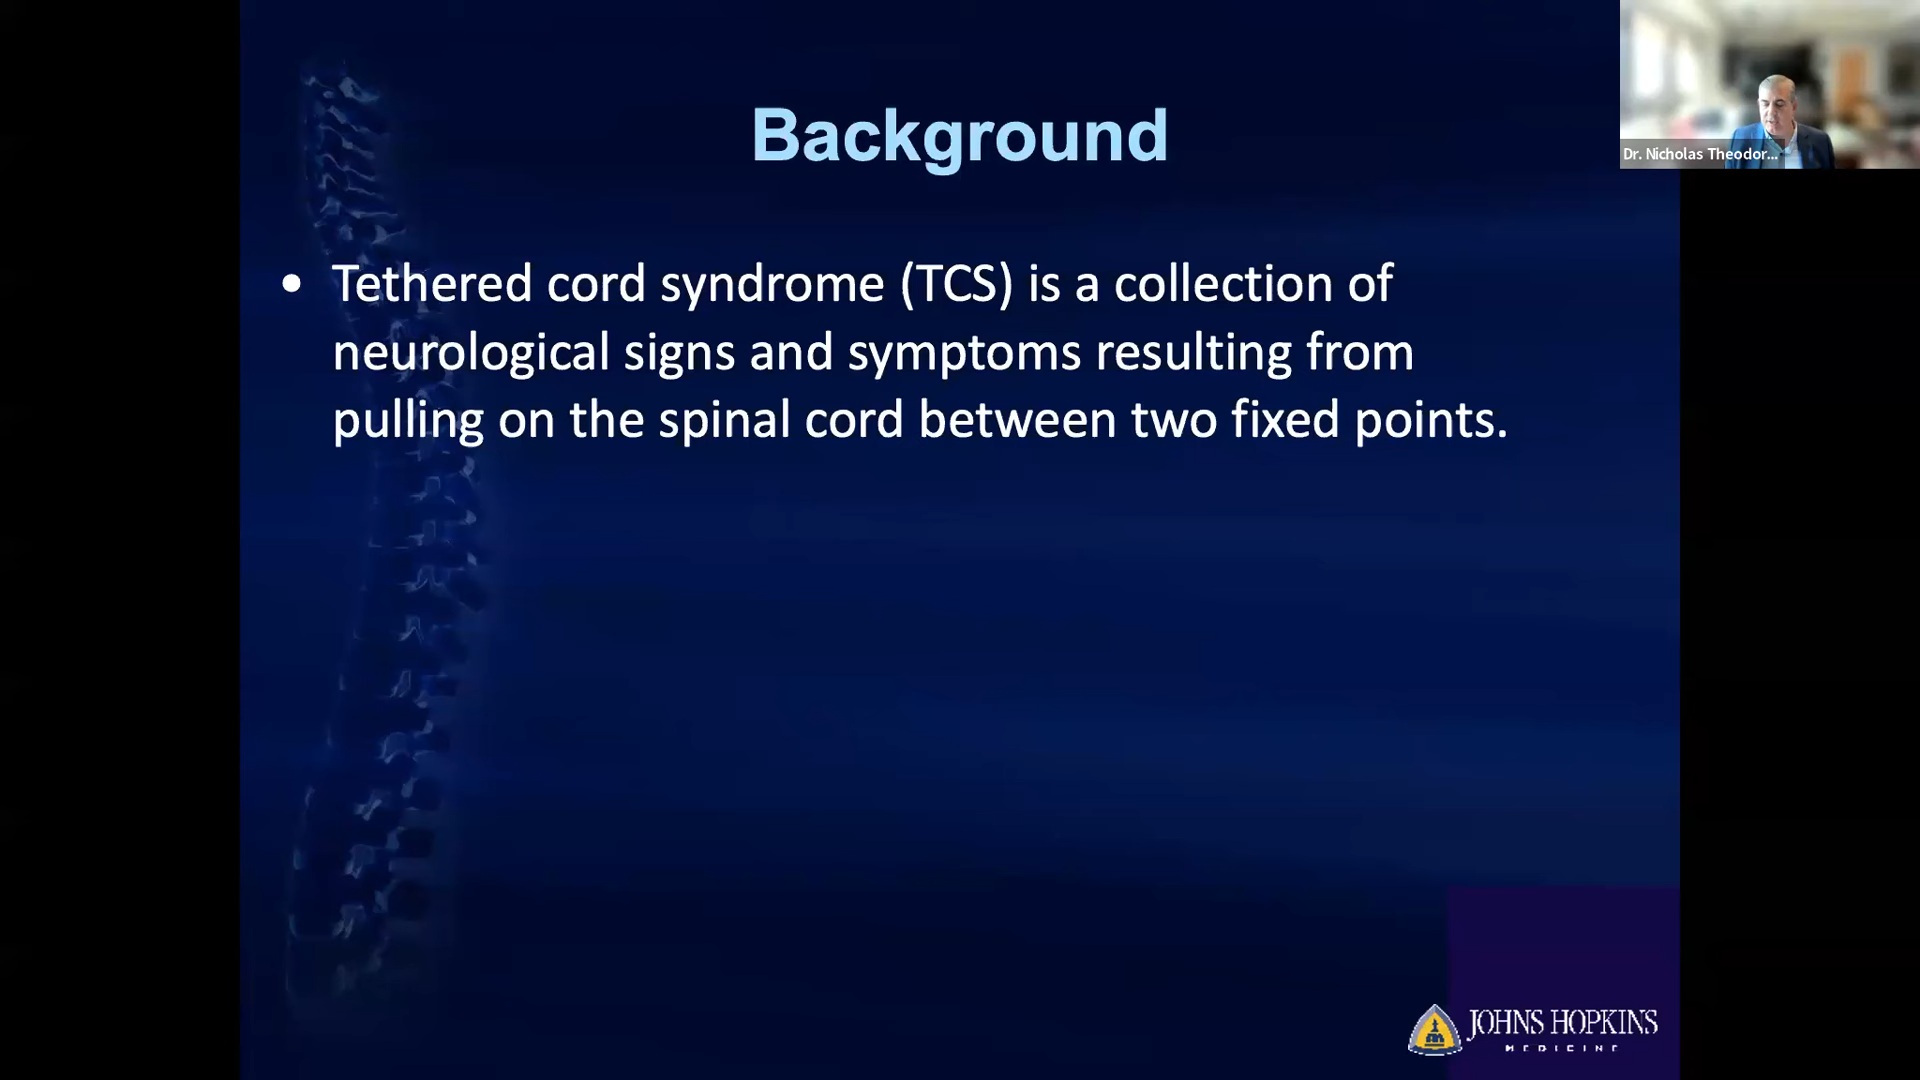 Background
Dr. Nicholas Theodor...
• Tethered cord syndrome (TCS) is a collection of
neurological signs and symptoms resulting from
pulling on the spinal cord between two fixed points.
JOHNS HOPKINS
MEDICINE